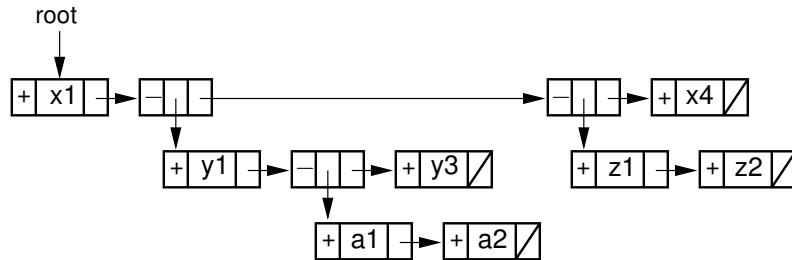 root
+ x1 − − + x4
+ y1 − + y3 + z1 + z2
+ a1 + a2